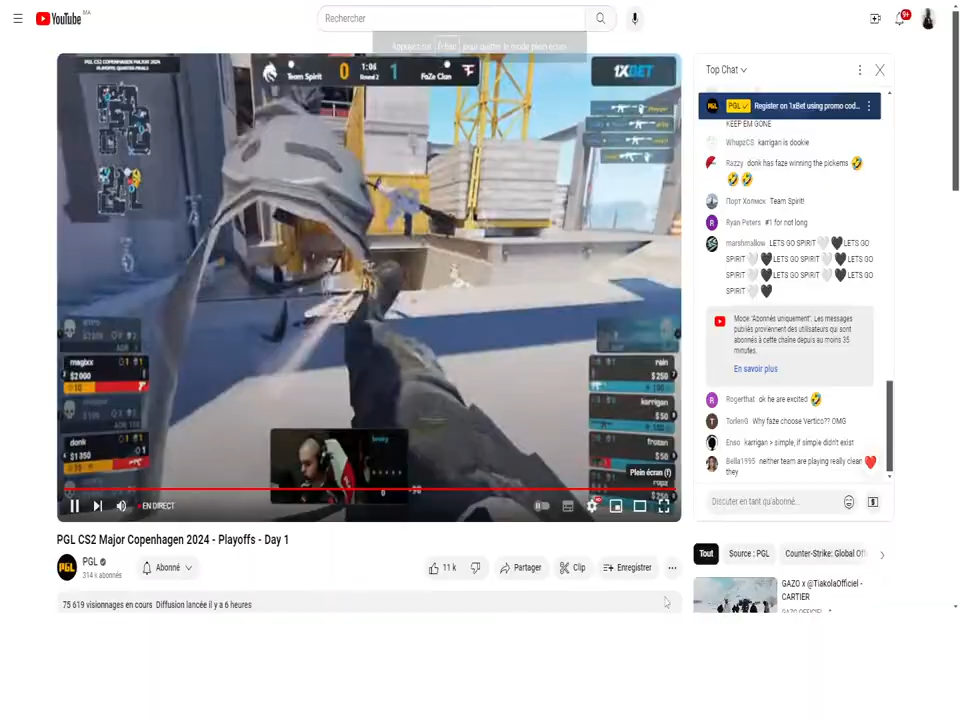 YouTube MA
Rechercher
9+
Appuyez sur Échap pour quitter le mode plein écran
PGL CS2 MAJOR COPENHAGEN 2024
PLAYOFFS, QUARTER-FINALS
Team Spirit 0 1:06 Round 2 1 FaZe Clan
1XBET
magixx
$2000
donk
$1350
rain
$250
karrigan
$50
frozen
$50
ropz
$250
broky
Plein écran (f)
EN DIRECT
PGL CS2 Major Copenhagen 2024 - Playoffs - Day 1
PGL
314 k abonnés
Abonné
11 k
Partager
Clip
Enregistrer
75 619 visionnages en cours Diffusion lancée il y a 6 heures
Top Chat
PGL Register on 1xBet using promo cod...
KEEP EM GONE
WhupzCS karrigan is dookie
Razzy donk has faze winning the pickems 🤣
🤣 🤣
Порт Холмск Team Spirit!
Ryan Peters #1 for not long
marshmallow LETS GO SPIRIT 🤍🖤LETS GO
SPIRIT 🤍🖤LETS GO SPIRIT 🤍🖤LETS GO
SPIRIT 🤍🖤LETS GO SPIRIT 🤍🖤LETS GO
SPIRIT 🤍🖤
Mode "Abonnés uniquement". Les messages
publiés proviennent des utilisateurs qui sont
abonnés à cette chaîne depuis au moins 35
minutes.
En savoir plus
Rogerthat ok he are excited 🤣
TorlenG Why faze choose Vertico?? OMG
Enso karrigan > simple, if simple didn't exist
Bella1995 neither team are playing really clean ❤️
they
Discuter en tant qu'abonné...
Tout
Source : PGL
Counter-Strike: Global Off
GAZO x @TiakolaOfficiel -
CARTIER
GAZO OFFICIEL